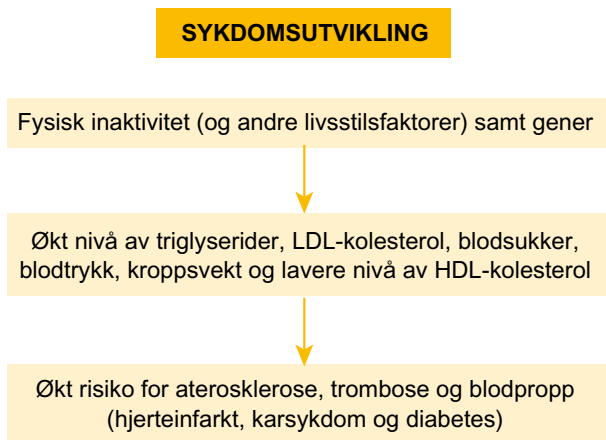 SYKDOMSUTVIKLING
Fysisk inaktivitet (og andre livsstilsfaktorer) samt gener
Økt nivå av triglyserider, LDL-kolesterol, blodsukker,
blodtrykk, kroppsvekt og lavere nivå av HDL-kolesterol
Økt risiko for aterosklerose, trombose og blodpropp
(hjerteinfarkt, karsykdom og diabetes)